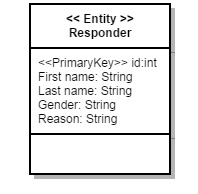 << Entity >>
Responder
<<PrimaryKey>> id:int
First name: String
Last name: String
Gender: String
Reason: String